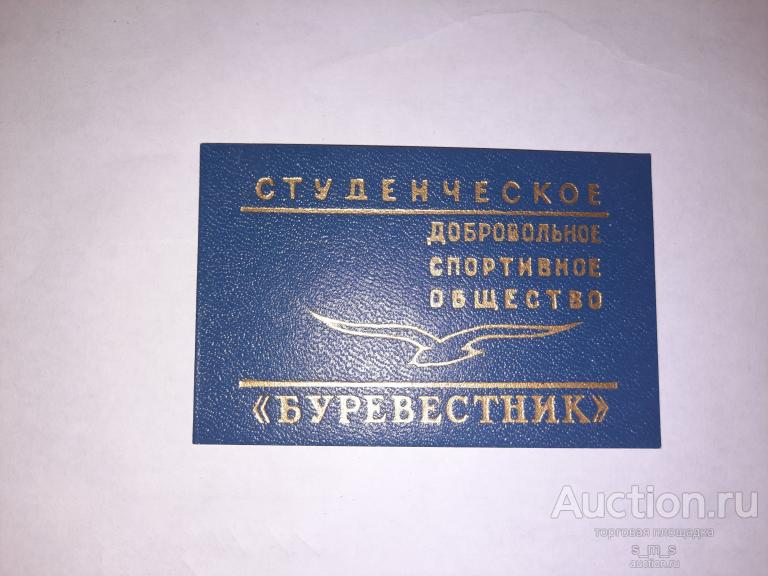 СТУДЕНЧЕСКОЕ
ДОБРОВОЛЬНОЕ
СПОРТИВНОЕ
ОБЩЕСТВО
«БУРЕВЕСТНИК»
Auction.ru
торговая площадка
s_m_s
auction.ru